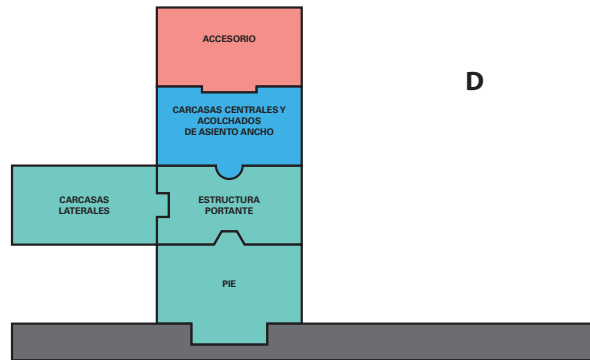 ACCESORIO
D
CARCASAS CENTRALES Y
ACOLCHADOS
DE ASIENTO ANCHO
CARCASAS
LATERALES
ESTRUCTURA
PORTANTE
PIE